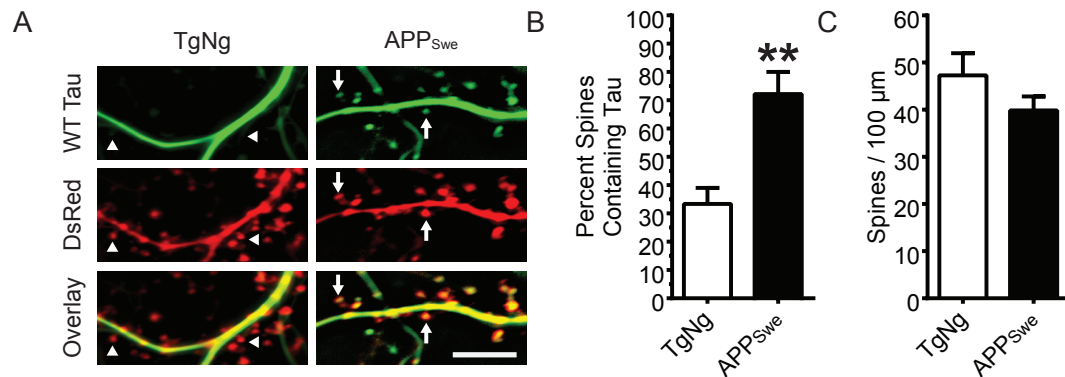 A
TgNg
APPSwe
WT Tau
DsRed
Overlay
B
Percent Spines
Containing Tau
100
90
80
70
60
50
40
30
20
10
0
**
TgNg
APPSwe
C
Spines / 100 µm
60
50
40
30
20
10
0
TgNg
APPSwe